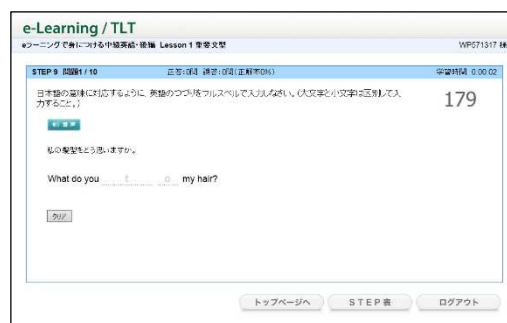 e-Learning / TLT
eラーニングで身につける中級英語・後編 Lesson 1 重要文型
WP571317 様
STEP 9 問題1 / 10 正答:0問 誤答:0問(正解率0%) 学習時間 0:00:02
日本語の意味に対応するように、英語のつづりをフルスペルで入力しなさい。(大文字と小文字は区別して入
力すること。)
179
音声
私の髪型をどう思いますか。
What do you t o my hair?
クリア
トップページへ STEP表 ログアウト